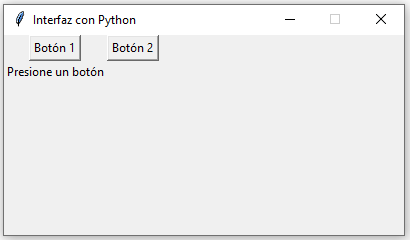 Interfaz con Python
Botón 1 Botón 2
Presione un botón